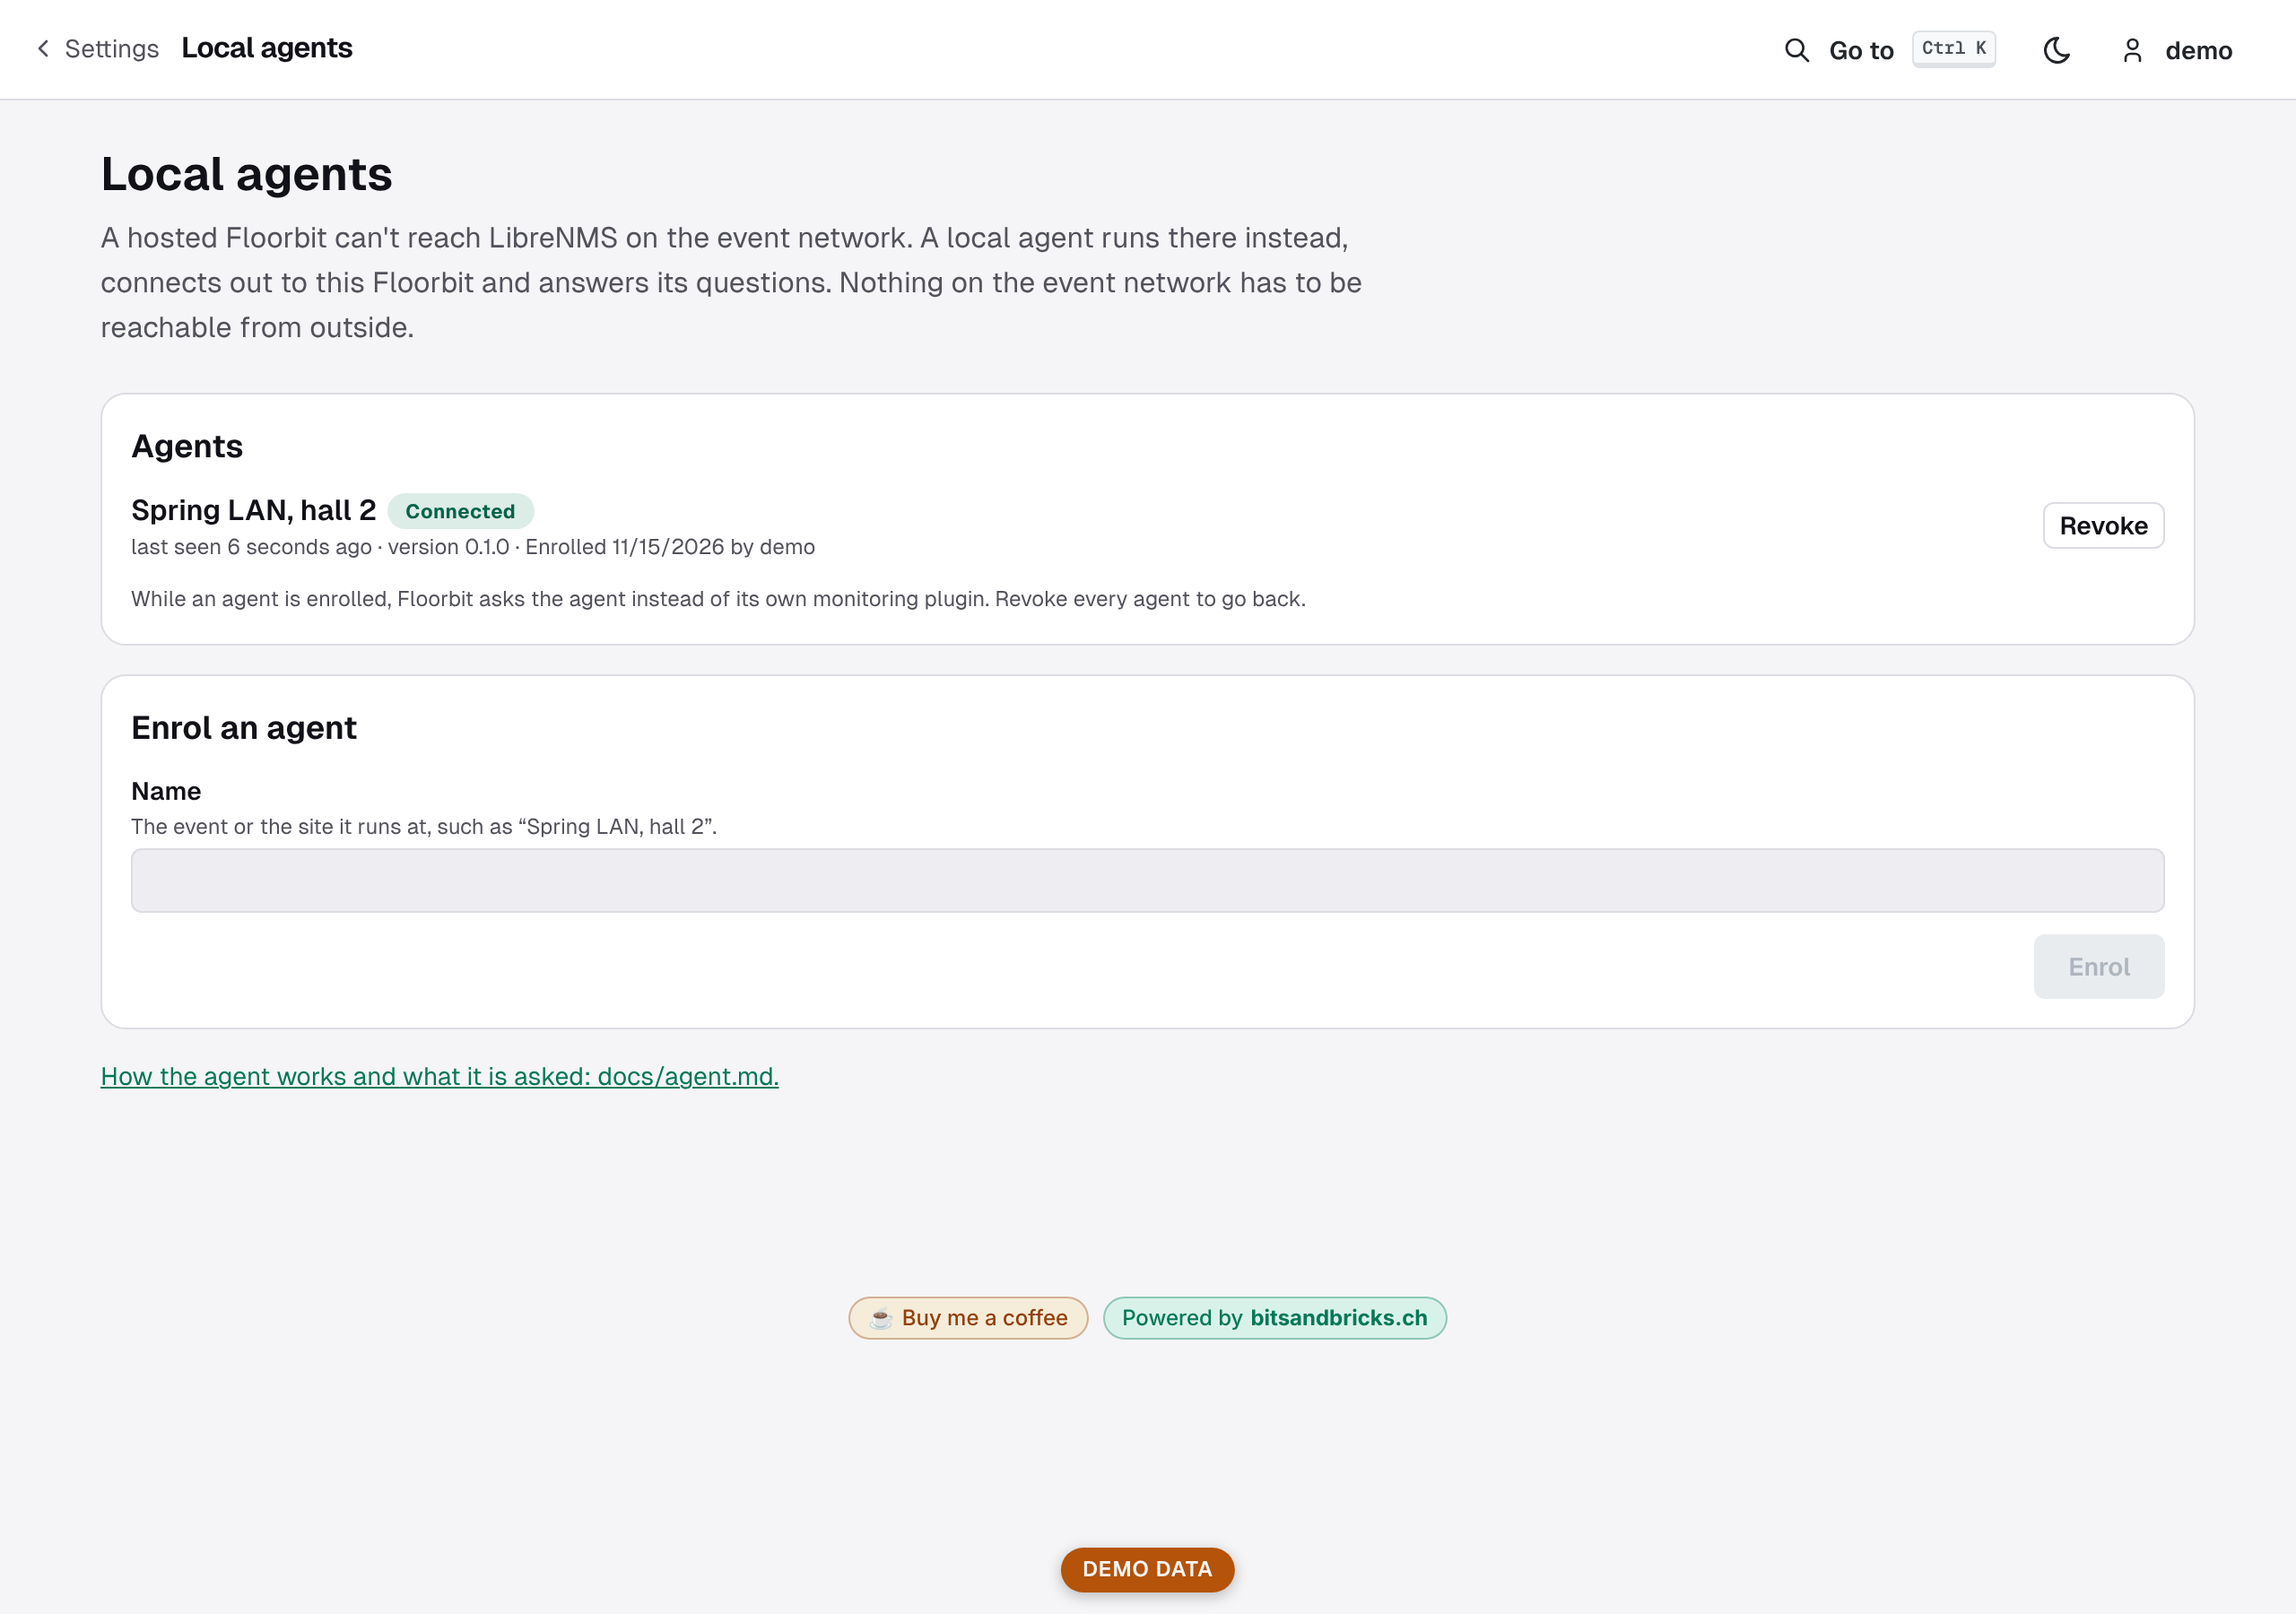 Settings Local agents
Go to Ctrl K demo
Local agents
A hosted Floorbit can't reach LibreNMS on the event network. A local agent runs there instead,
connects out to this Floorbit and answers its questions. Nothing on the event network has to be
reachable from outside.
Agents
Spring LAN, hall 2 Connected
last seen 6 seconds ago · version 0.1.0 · Enrolled 11/15/2026 by demo
Revoke
While an agent is enrolled, Floorbit asks the agent instead of its own monitoring plugin. Revoke every agent to go back.
Enrol an agent
Name
The event or the site it runs at, such as “Spring LAN, hall 2”.
Enrol
How the agent works and what it is asked: docs/agent.md.
Buy me a coffee
Powered by bitsandbricks.ch
DEMO DATA